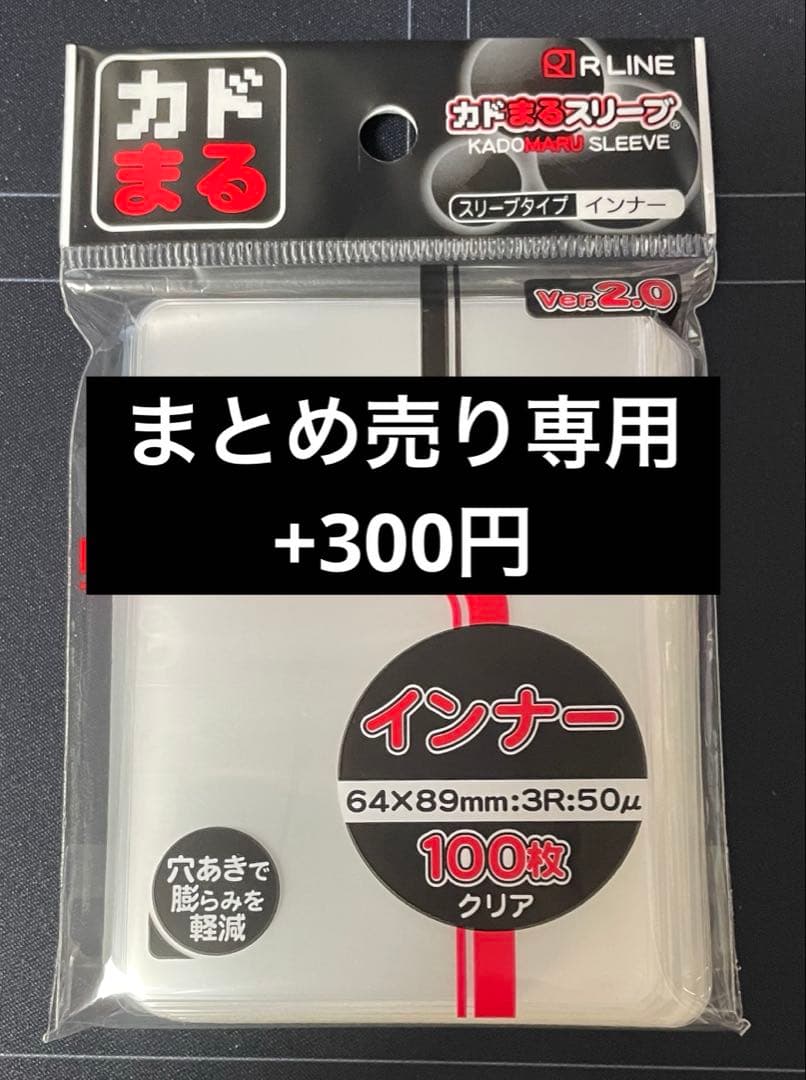 カド
まる
R LINE
カドまるスリーブ®
KADOMARU SLEEVE
スリーブタイプ インナー
Ver.2.0
まとめ売り専用
+300円
インナー
64×89mm:3R:50μ
100枚
クリア
穴あきで
膨らみを
軽減